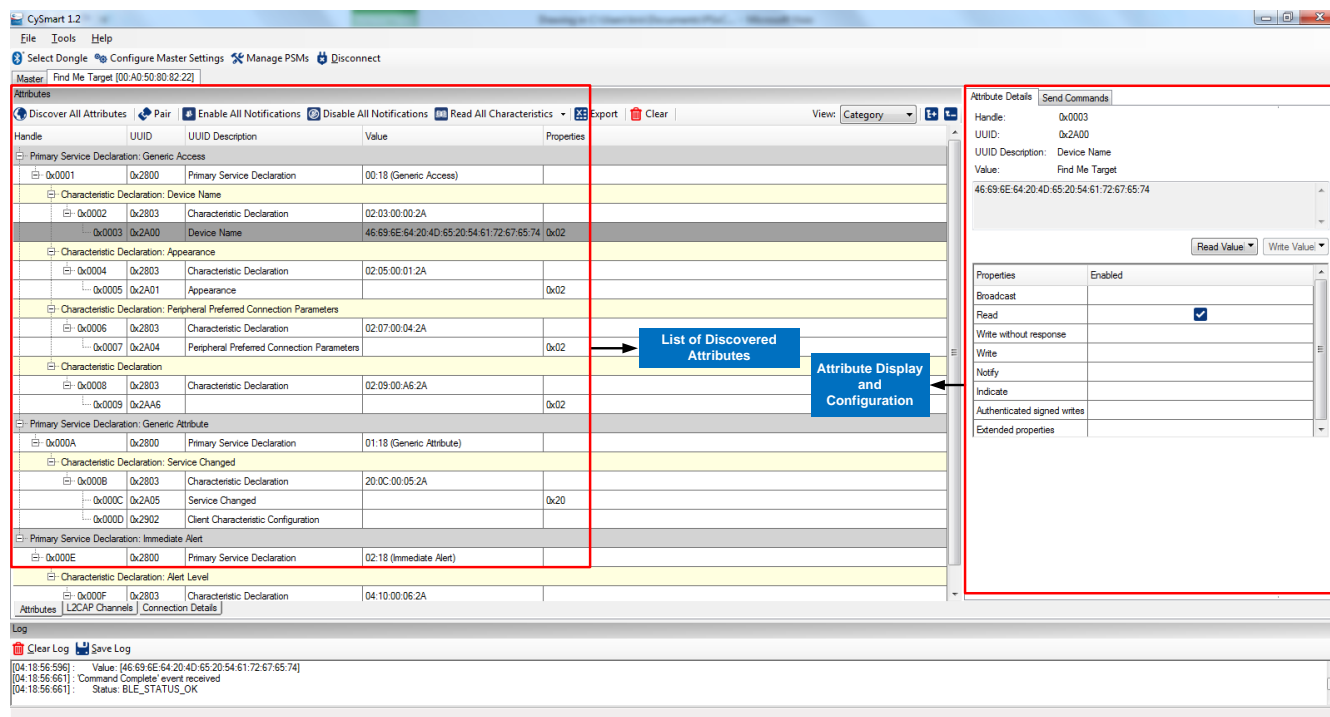 CySmart 1.2
File Tools Help
Select Dongle Configure Master Settings Manage PSMs Disconnect
Master Find Me Target [00:A0:50:80:82:22]
Attributes
Discover All Attributes Pair Enable All Notifications Disable All Notifications Read All Characteristics Export Clear View: Category
Handle UUID UUID Description Value Properties
Primary Service Declaration: Generic Access
0x0001 0x2800 Primary Service Declaration 00:18 (Generic Access)
Characteristic Declaration: Device Name
0x0002 0x2803 Characteristic Declaration 02:03:00:00:2A
0x0003 0x2A00 Device Name 46:69:6E:64:20:4D:65:20:54:61:72:67:65:74 0x02
Characteristic Declaration: Appearance
0x0004 0x2803 Characteristic Declaration 02:05:00:01:2A
0x0005 0x2A01 Appearance 0x02
Characteristic Declaration: Peripheral Preferred Connection Parameters
0x0006 0x2803 Characteristic Declaration 02:07:00:04:2A
0x0007 0x2A04 Peripheral Preferred Connection Parameters 0x02
Characteristic Declaration
0x0008 0x2803 Characteristic Declaration 02:09:00:A6:2A
0x0009 0x2AA6 0x02
Primary Service Declaration: Generic Attribute
0x000A 0x2800 Primary Service Declaration 01:18 (Generic Attribute)
Characteristic Declaration: Service Changed
0x000B 0x2803 Characteristic Declaration 20:0C:00:05:2A
0x000C 0x2A05 Service Changed 0x20
0x000D 0x2902 Client Characteristic Configuration
Primary Service Declaration: Immediate Alert
0x000E 0x2800 Primary Service Declaration 02:18 (Immediate Alert)
Characteristic Declaration: Alert Level
0x000F 0x2803 Characteristic Declaration 04:10:00:06:2A
Attributes L2CAP Channels Connection Details
List of Discovered
Attributes
Attribute Display
and
Configuration
Attribute Details Send Commands
Handle: 0x0003
UUID: 0x2A00
UUID Description: Device Name
Value: Find Me Target
46:69:6E:64:20:4D:65:20:54:61:72:67:65:74
Read Value Write Value
Properties Enabled
Broadcast
Read
Write without response
Write
Notify
Indicate
Authenticated signed writes
Extended properties
Log
Clear Log Save Log
[04:18:56:596] : Value: [46:69:6E:64:20:4D:65:20:54:61:72:67:65:74]
[04:18:56:661] : 'Command Complete' event received
[04:18:56:661] : Status: BLE_STATUS_OK